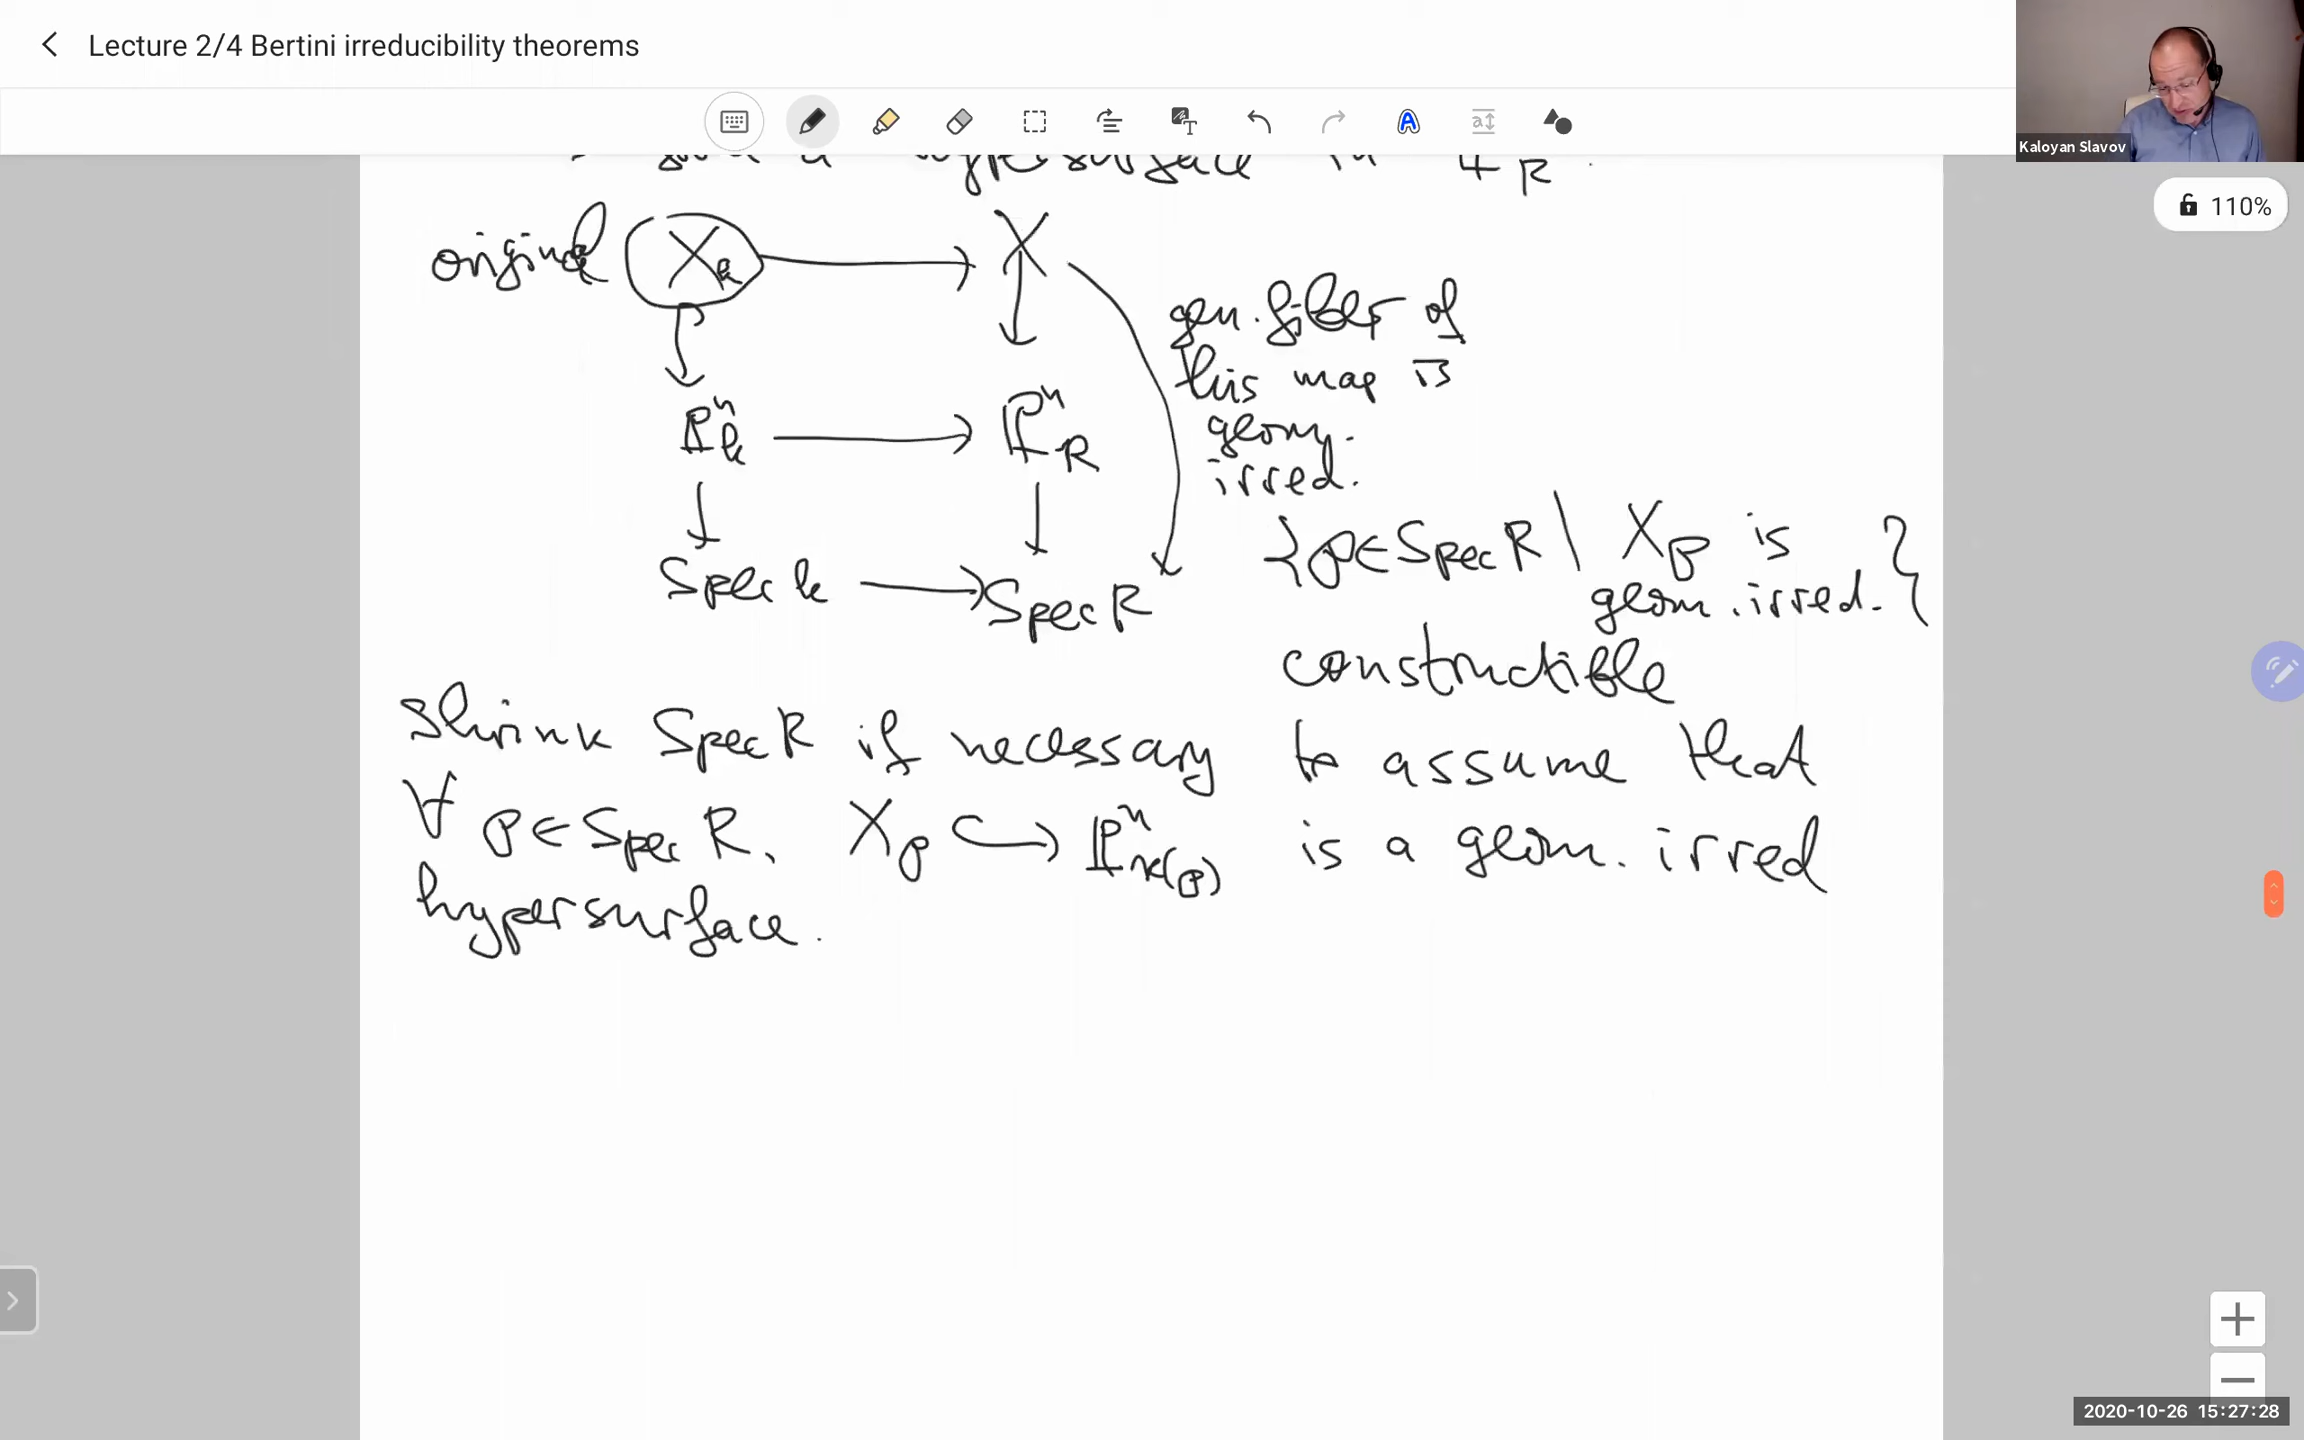 Lecture 2/4 Bertini irreducibility theorems
Kaloyan Slavov
110%
a hypersurface in
original X_k → X
gen. fiber of
this map is
geom.
irred.
ℙ^n_k → ℙ^n_R
Spec k → Spec R
{𝔭 ∈ Spec R | X_𝔭 is
geom. irred.}
constructible
Shrink Spec R if necessary to assume that
∀ 𝔭 ∈ Spec R, X_𝔭 ↪ ℙ^n_κ(𝔭) is a geom. irred
hypersurface.
2020-10-26 15:27:28